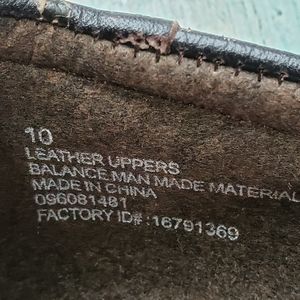 10
LEATHER UPPERS
BALANCE MAN MADE MATERIAL
MADE IN CHINA
096081481
FACTORY ID# :16791369